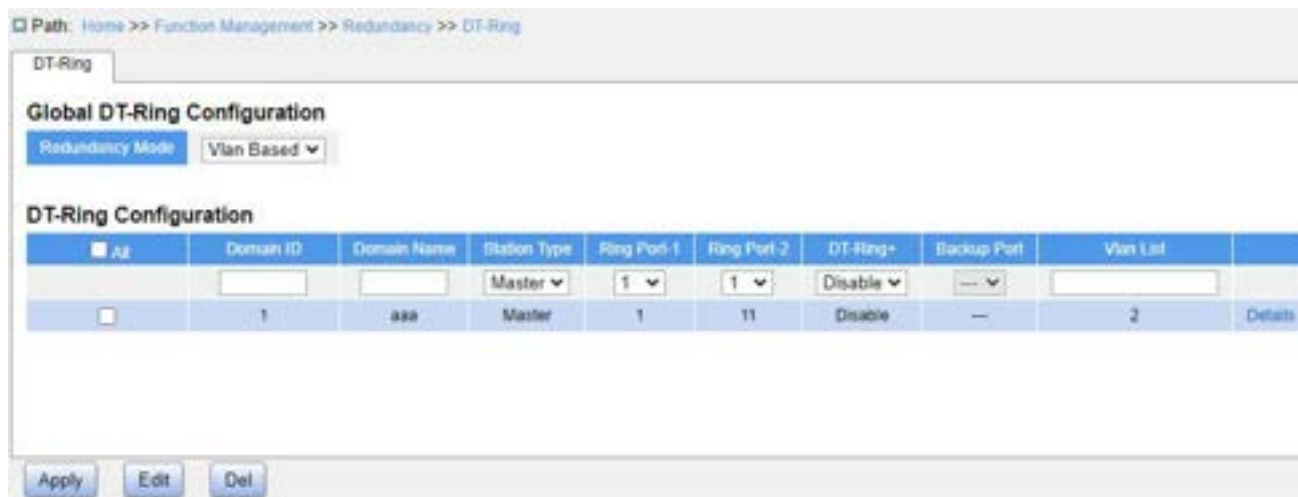 Path: Home >> Function Management >> Redundancy >> DT-Ring
DT-Ring
Global DT-Ring Configuration
Redundancy Mode Vlan Based
DT-Ring Configuration
All Domain ID Domain Name Station Type Ring Port-1 Ring Port-2 DT-Ring+ Backup Port Vlan List
Master 1 1 Disable ---
1 aaa Master 1 11 Disable --- 2 Details
Apply Edit Del